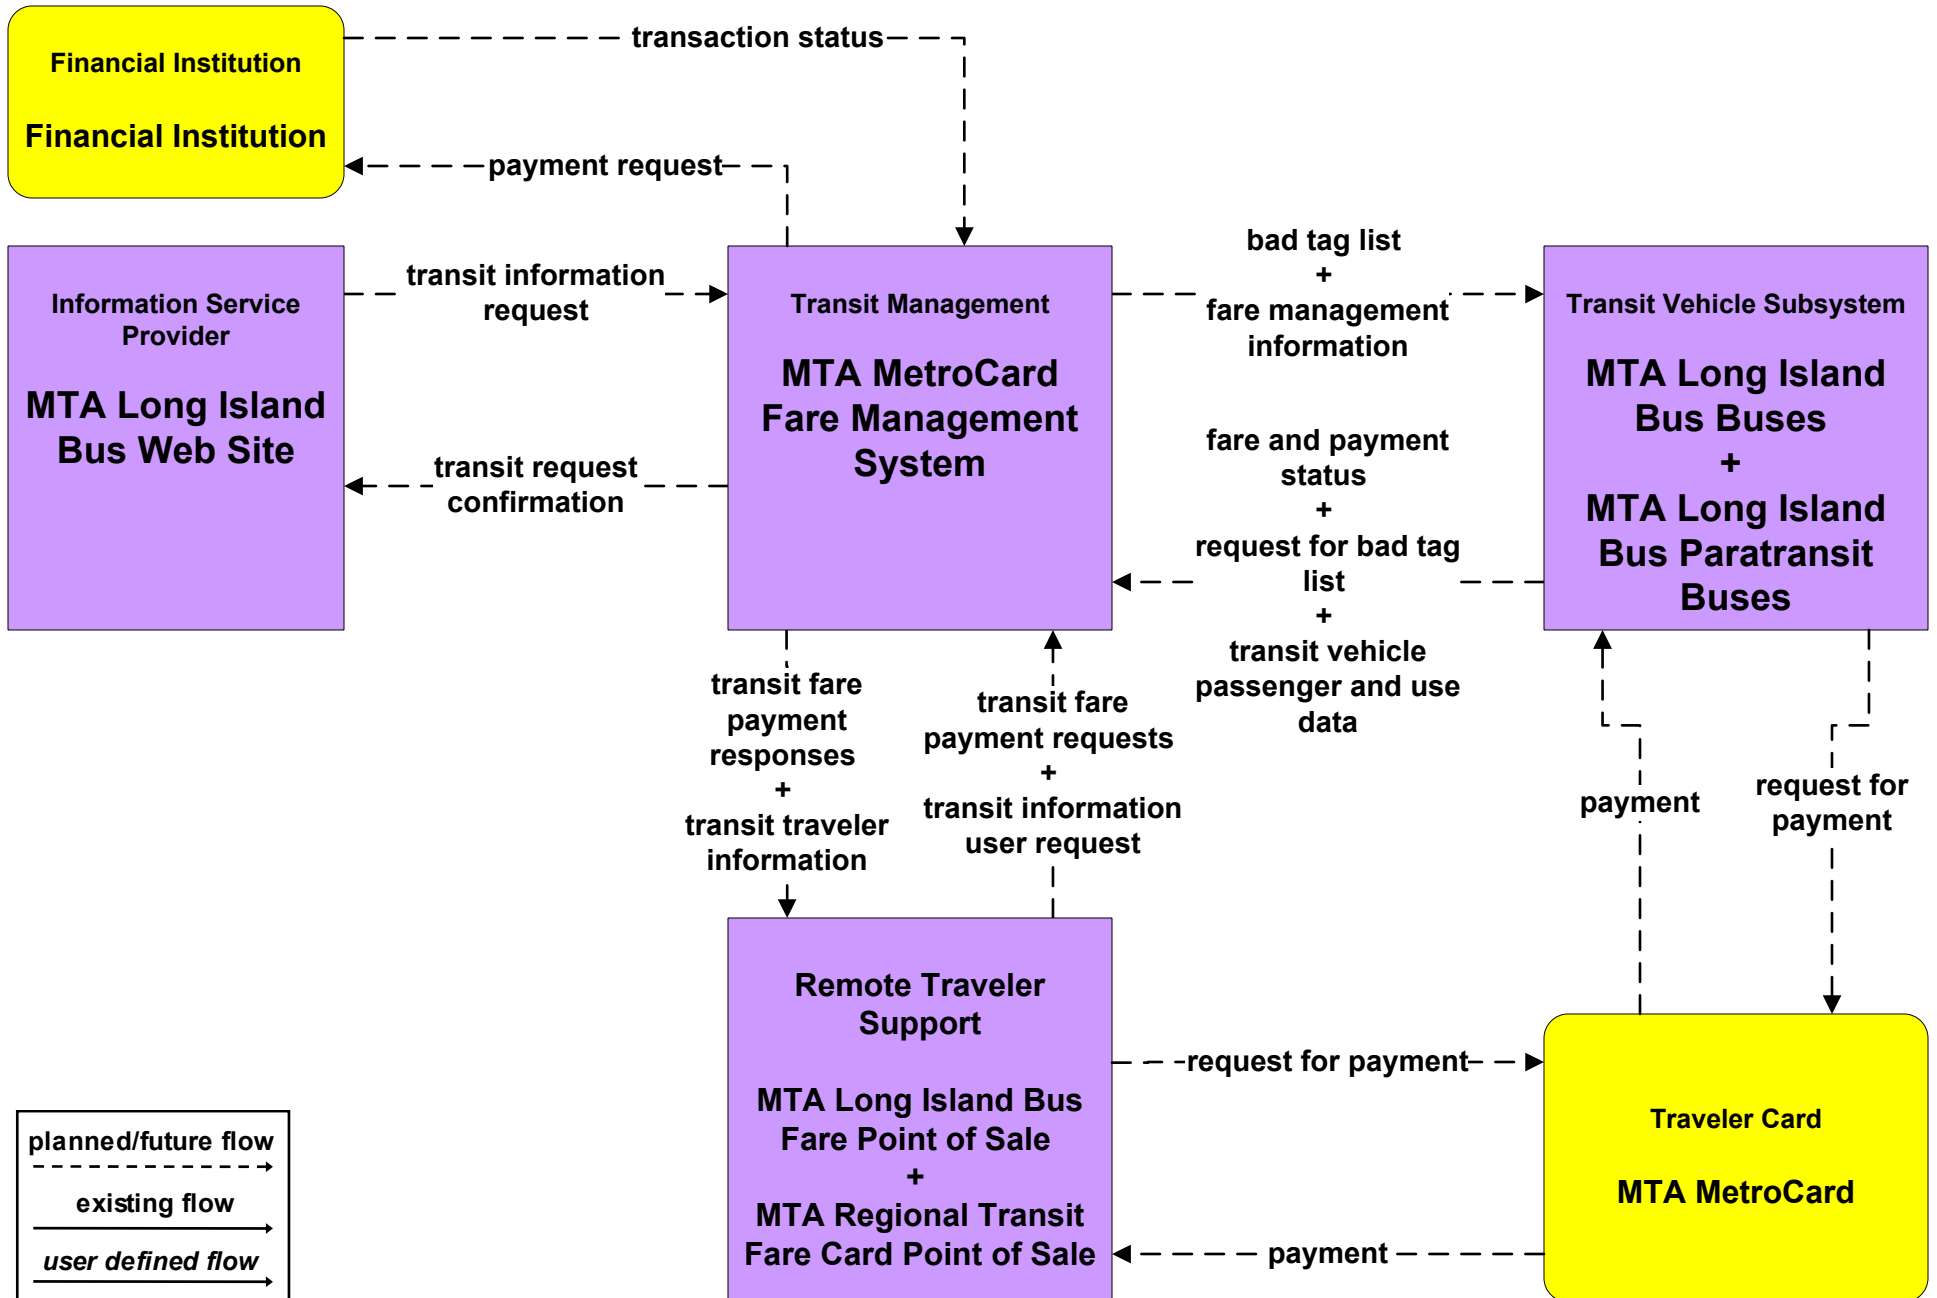 Financial Institution
Financial Institution
transaction status
payment request
Information Service
Provider
MTA Long Island
Bus Web Site
transit information
request
transit request
confirmation
Transit Management
MTA MetroCard
Fare Management
System
bad tag list
+
fare management
information
fare and payment
status
+
request for bad tag
list
+
transit vehicle
passenger and use
data
Transit Vehicle Subsystem
MTA Long Island
Bus Buses
+
MTA Long Island
Bus Paratransit
Buses
transit fare
payment
responses
+
transit traveler
information
transit fare
payment requests
+
transit information
user request
payment
request for
payment
Remote Traveler
Support
MTA Long Island Bus
Fare Point of Sale
+
MTA Regional Transit
Fare Card Point of Sale
request for payment
payment
Traveler Card
MTA MetroCard
planned/future flow
existing flow
user defined flow